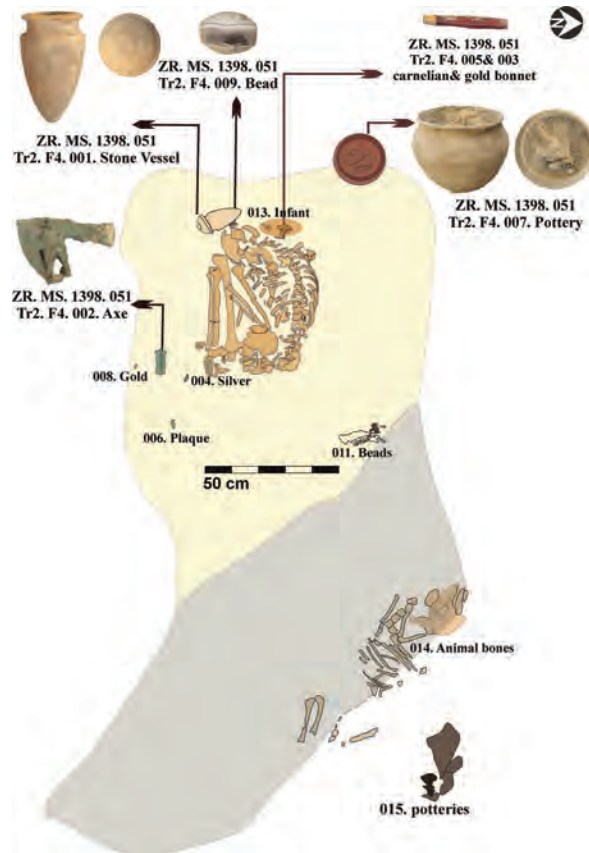 N
ZR. MS. 1398. 051
Tr2. F4. 009. Bead
ZR. MS. 1398. 051
Tr2. F4. 005& 003
carnelian& gold bonnet
ZR. MS. 1398. 051
Tr2. F4. 001. Stone Vessel
ZR. MS. 1398. 051
Tr2. F4. 007. Pottery
013. Infant
ZR. MS. 1398. 051
Tr2. F4. 002. Axe
008. Gold
004. Silver
006. Plaque
011. Beads
50 cm
014. Animal bones
015. potteries